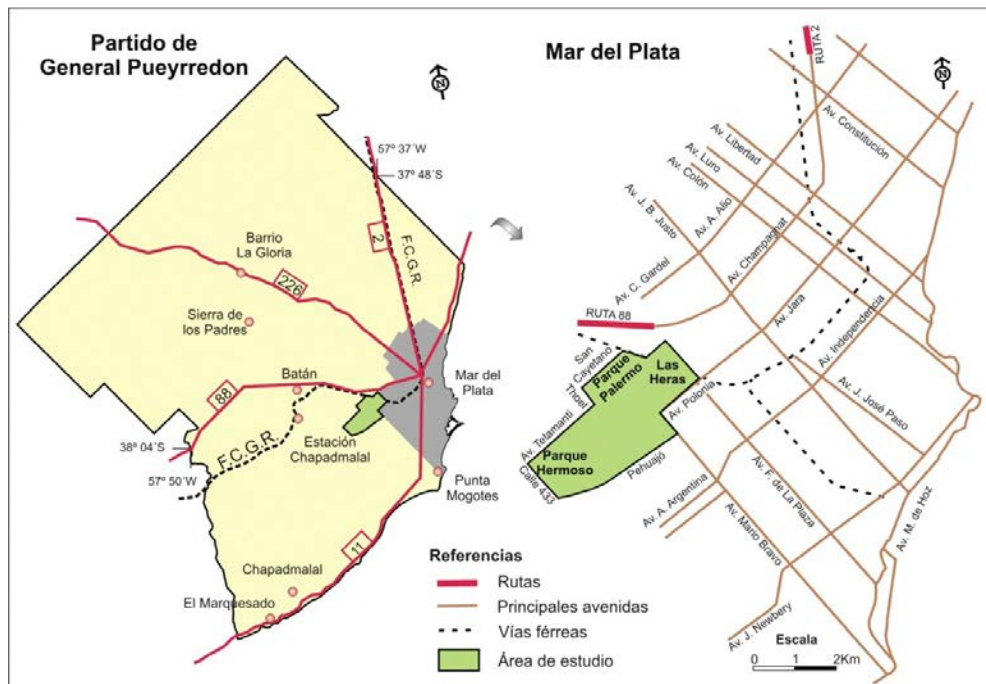 Partido de
General Pueyrredon
N
57º 37´W
37º 48´S
2
F.C.G.R.
Barrio
La Gloria
226
Sierra de
los Padres
Batán
Mar del
Plata
88
38º 04´S
F.C.G.R.
Estación
Chapadmalal
57º 50´W
Punta
Mogotes
11
Chapadmalal
El Marquesado
Referencias
Rutas
Principales avenidas
Vías férreas
Área de estudio
Mar del Plata
RUTA 2
N
Av. Constitución
Av. Libertad
Av. Luro
Av. Colón
Av. J. B. Justo
Av. A. Alio
Av. Champagnat
Av. C. Gardel
Av. Jara
RUTA 88
Av. Independencia
San
Cayetano
Thoel
Parque
Palermo
Las
Heras
Av. Polonia
Av. J. José Paso
Av. Tetamanti
Parque
Hermoso
Calle 433
Pehuajó
Av. A. Argentina
Av. F. de La Plaza
Av. Mario Bravo
Av. M. de Hoz
Av. J. Newbery
Escala
0 1 2Km